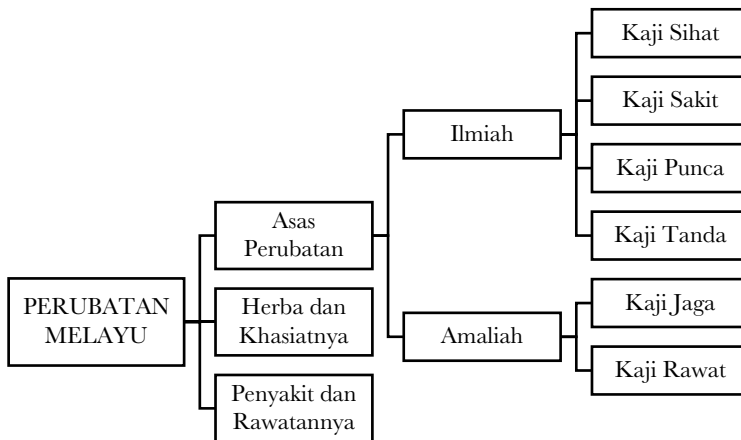 PERUBATAN
MELAYU
Asas
Perubatan
Herba dan
Khasiatnya
Penyakit dan
Rawatannya
Ilmiah
Amaliah
Kaji Sihat
Kaji Sakit
Kaji Punca
Kaji Tanda
Kaji Jaga
Kaji Rawat